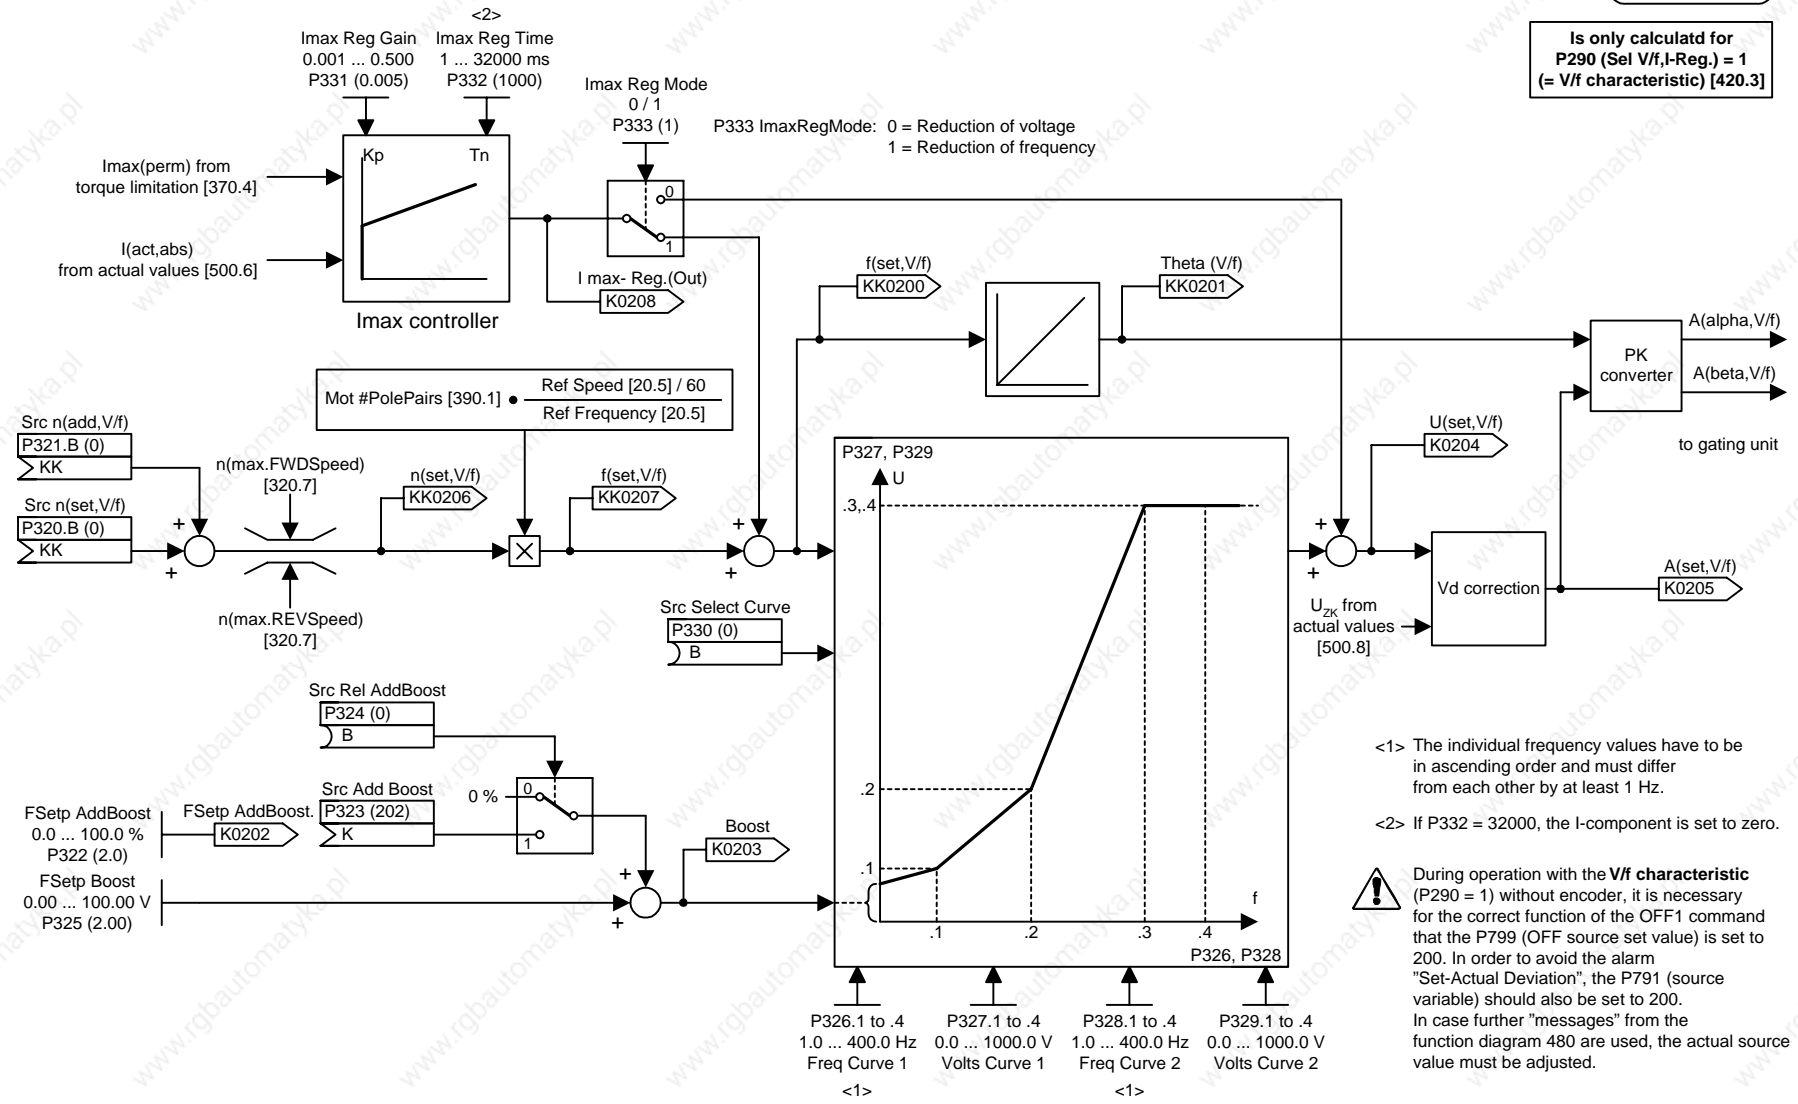 <2>
Imax Reg Gain
0.001 ... 0.500
P331 (0.005)
Imax Reg Time
1 ... 32000 ms
P332 (1000)
Imax Reg Mode
0 / 1
P333 (1)
P333 ImaxRegMode: 0 = Reduction of voltage
1 = Reduction of frequency
Is only calculatd for
P290 (Sel V/f,I-Reg.) = 1
(= V/f characteristic) [420.3]
Kp
Tn
Imax(perm) from
torque limitation [370.4]
I(act,abs)
from actual values [500.6]
Imax controller
0
1
I max- Reg.(Out)
K0208
f(set,V/f)
KK0200
Theta (V/f)
KK0201
PK
converter
A(alpha,V/f)
A(beta,V/f)
to gating unit
Mot #PolePairs [390.1] •
Ref Speed [20.5] / 60
Ref Frequency [20.5]
Src n(add,V/f)
P321.B (0)
KK
Src n(set,V/f)
P320.B (0)
KK
+
+
n(max.FWDSpeed)
[320.7]
n(max.REVSpeed)
[320.7]
n(set,V/f)
KK0206
×
f(set,V/f)
KK0207
+
+
P327, P329
U
.3,.4
.2
.1
.1
.2
.3
.4
f
P326, P328
+
+
U(set,V/f)
K0204
Vd correction
UZK from
actual values
[500.8]
A(set,V/f)
K0205
Src Select Curve
P330 (0)
B
Src Rel AddBoost
P324 (0)
B
FSetp AddBoost
0.0 ... 100.0 %
P322 (2.0)
FSetp AddBoost.
K0202
Src Add Boost
P323 (202)
K
0 %
0
1
FSetp Boost
0.00 ... 100.00 V
P325 (2.00)
+
+
Boost
K0203
P326.1 to .4
1.0 ... 400.0 Hz
Freq Curve 1
<1>
P327.1 to .4
0.0 ... 1000.0 V
Volts Curve 1
P328.1 to .4
1.0 ... 400.0 Hz
Freq Curve 2
<1>
P329.1 to .4
0.0 ... 1000.0 V
Volts Curve 2
<1> The individual frequency values have to be
in ascending order and must differ
from each other by at least 1 Hz.
<2> If P332 = 32000, the I-component is set to zero.
!
During operation with the V/f characteristic
(P290 = 1) without encoder, it is necessary
for the correct function of the OFF1 command
that the P799 (OFF source set value) is set to
200. In order to avoid the alarm
"Set-Actual Deviation", the P791 (source
variable) should also be set to 200.
In case further "messages" from the
function diagram 480 are used, the actual source
value must be adjusted.
www.rgbautomatyka.pl